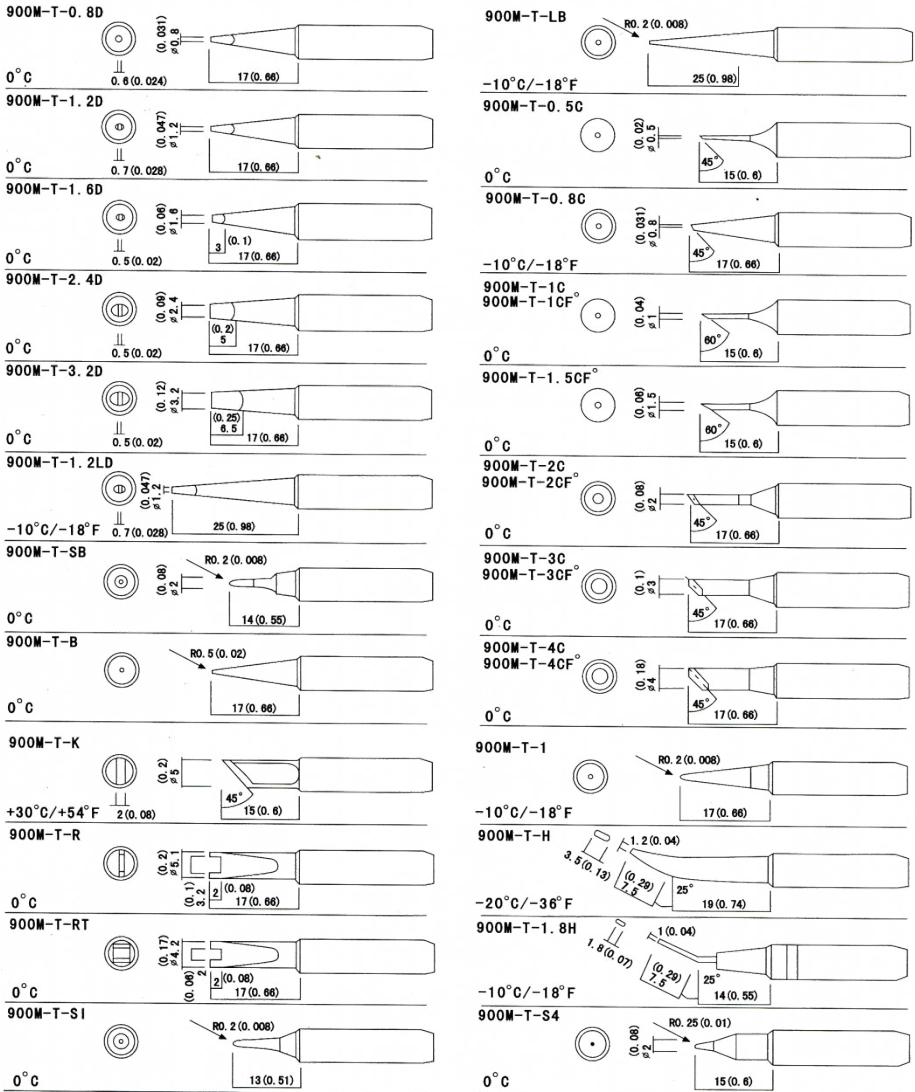 900M-T-0.8D
(0.031)
ø0.8
0°C
0.6(0.024)
17(0.66)
900M-T-1.2D
(0.047)
ø1.2
0°C
0.7(0.028)
17(0.66)
900M-T-1.6D
(0.06)
ø1.6
3
(0.1)
0°C
0.5(0.02)
17(0.66)
900M-T-2.4D
(0.09)
ø2.4
(0.2)
5
0°C
0.5(0.02)
17(0.66)
900M-T-3.2D
(0.12)
ø3.2
(0.25)
6.5
0°C
0.5(0.02)
17(0.66)
900M-T-1.2LD
(0.047)
ø1.2
-10°C/-18°F
0.7(0.028)
25(0.98)
900M-T-SB
R0.2(0.008)
(0.08)
ø2
0°C
14(0.55)
900M-T-B
R0.5(0.02)
0°C
17(0.66)
900M-T-K
(0.2)
ø5
45°
+30°C/+54°F
2(0.08)
15(0.6)
900M-T-R
(0.2)
ø5.1
(0.1)
3.2
2
(0.08)
0°C
17(0.66)
900M-T-RT
(0.17)
ø4.2
(0.06)
2
2
(0.08)
0°C
17(0.66)
900M-T-SI
R0.2(0.008)
0°C
13(0.51)
900M-T-LB
R0.2(0.008)
-10°C/-18°F
25(0.98)
900M-T-0.5C
(0.02)
ø0.5
45°
0°C
15(0.6)
900M-T-0.8C
(0.031)
ø0.8
45°
-10°C/-18°F
17(0.66)
900M-T-1C
900M-T-1CF°
(0.04)
ø1
60°
0°C
15(0.6)
900M-T-1.5CF°
(0.06)
ø1.5
60°
0°C
15(0.6)
900M-T-2C
900M-T-2CF°
(0.08)
ø2
45°
0°C
17(0.66)
900M-T-3C
900M-T-3CF°
(0.1)
ø3
45°
0°C
17(0.66)
900M-T-4C
900M-T-4CF°
(0.18)
ø4
45°
0°C
17(0.66)
900M-T-1
R0.2(0.008)
-10°C/-18°F
17(0.66)
900M-T-H
1.2(0.04)
3.5(0.13)
(0.29)
7.5
25°
-20°C/-36°F
19(0.74)
900M-T-1.8H
1(0.04)
1.8(0.07)
(0.29)
7.5
25°
-10°C/-18°F
14(0.55)
900M-T-S4
R0.25(0.01)
(0.08)
ø2
0°C
15(0.6)